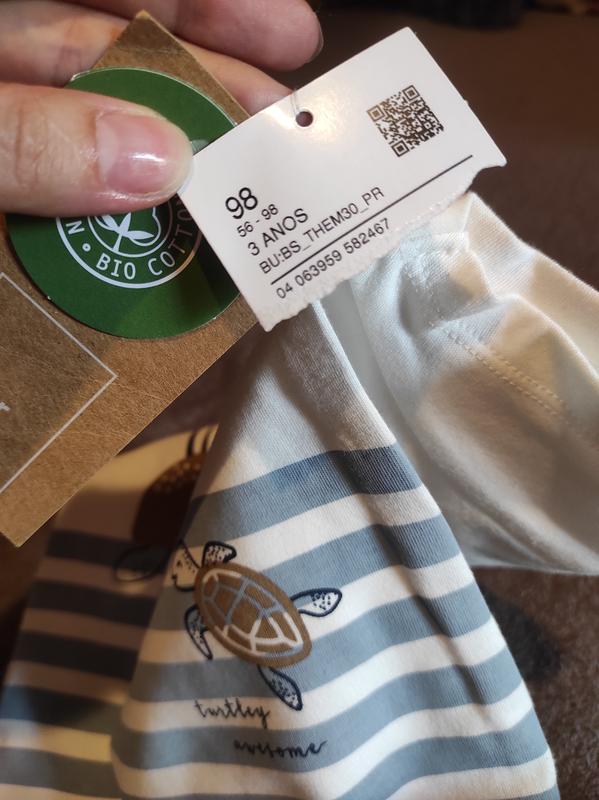 98
56 - 98
3 ANOS
BU:BS_THEM30_PR
04 063959 582467
BIO COTTO
turtley
awesome